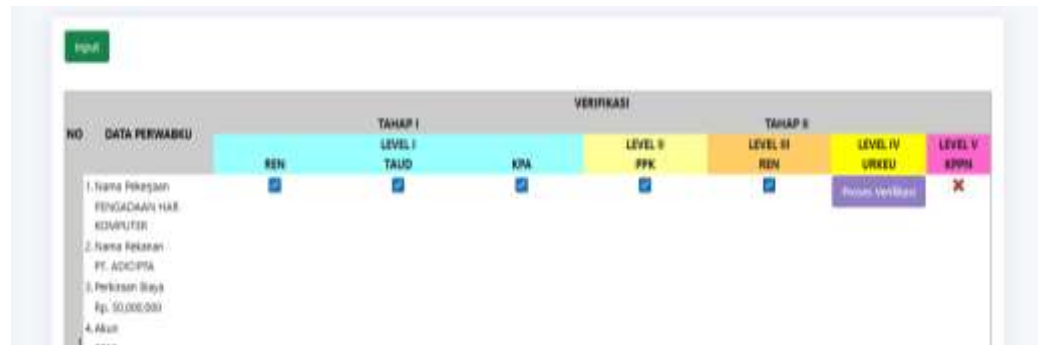 Input
VERIFIKASI
TAHAP I TAHAP II
NO DATA PERWABKU
LEVEL I LEVEL II LEVEL III LEVEL IV LEVEL V
REN TAUD KPA PPK REN URKEU KPPN
1. Nama Pekerjaan Proses Verifikasi
PENGADAAN HAR
KOMPUTER
2. Nama Rekanan
PT. ADICIPTA
3. Perkiraan Biaya
Rp. 50,000,000
4. Akun